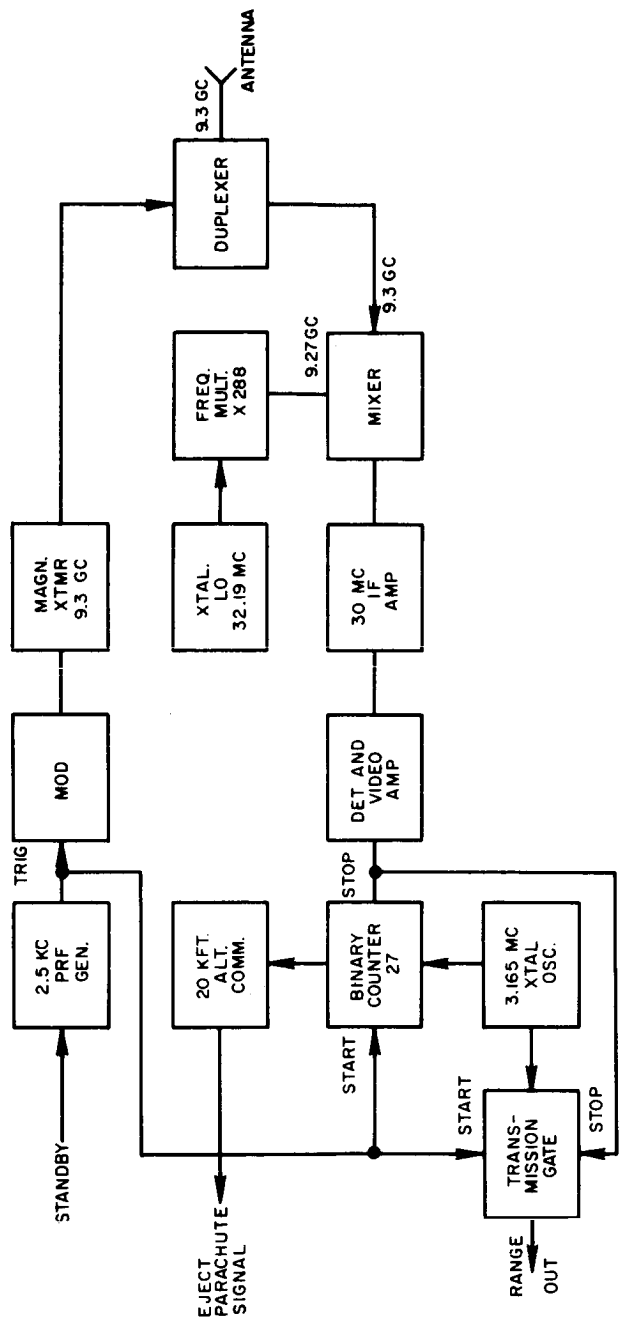 STANDBY
2.5 KC
PRF
GEN.
TRIG
MOD
MAGN.
XTMR
9.3 GC
DUPLEXER
9.3 GC
ANTENNA
EJECT
PARACHUTE
SIGNAL
20 KFT.
ALT.
COMM.
XTAL.
LO
32.19 MC
FREQ.
MULT.
X 288
9.27 GC
9.3 GC
START
BINARY
COUNTER
27
STOP
DET AND
VIDEO
AMP
30 MC
IF
AMP
MIXER
3.165 MC
XTAL
OSC.
START
TRANS-
MISSION
GATE
STOP
RANGE
OUT